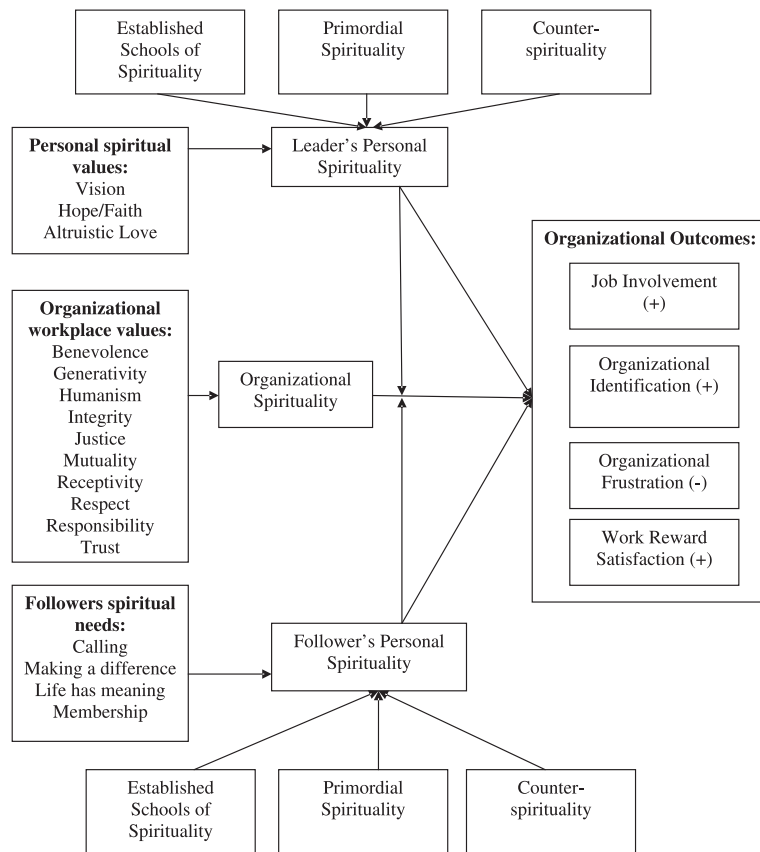 Established
Schools of
Spirituality
Primordial
Spirituality
Counter-
spirituality
Personal spiritual
values:
Vision
Hope/Faith
Altruistic Love
Leader's Personal
Spirituality
Organizational
workplace values:
Benevolence
Generativity
Humanism
Integrity
Justice
Mutuality
Receptivity
Respect
Responsibility
Trust
Organizational
Spirituality
Organizational Outcomes:
Job Involvement
(+)
Organizational
Identification (+)
Organizational
Frustration (-)
Work Reward
Satisfaction (+)
Followers spiritual
needs:
Calling
Making a difference
Life has meaning
Membership
Follower's Personal
Spirituality
Established
Schools of
Spirituality
Primordial
Spirituality
Counter-
spirituality